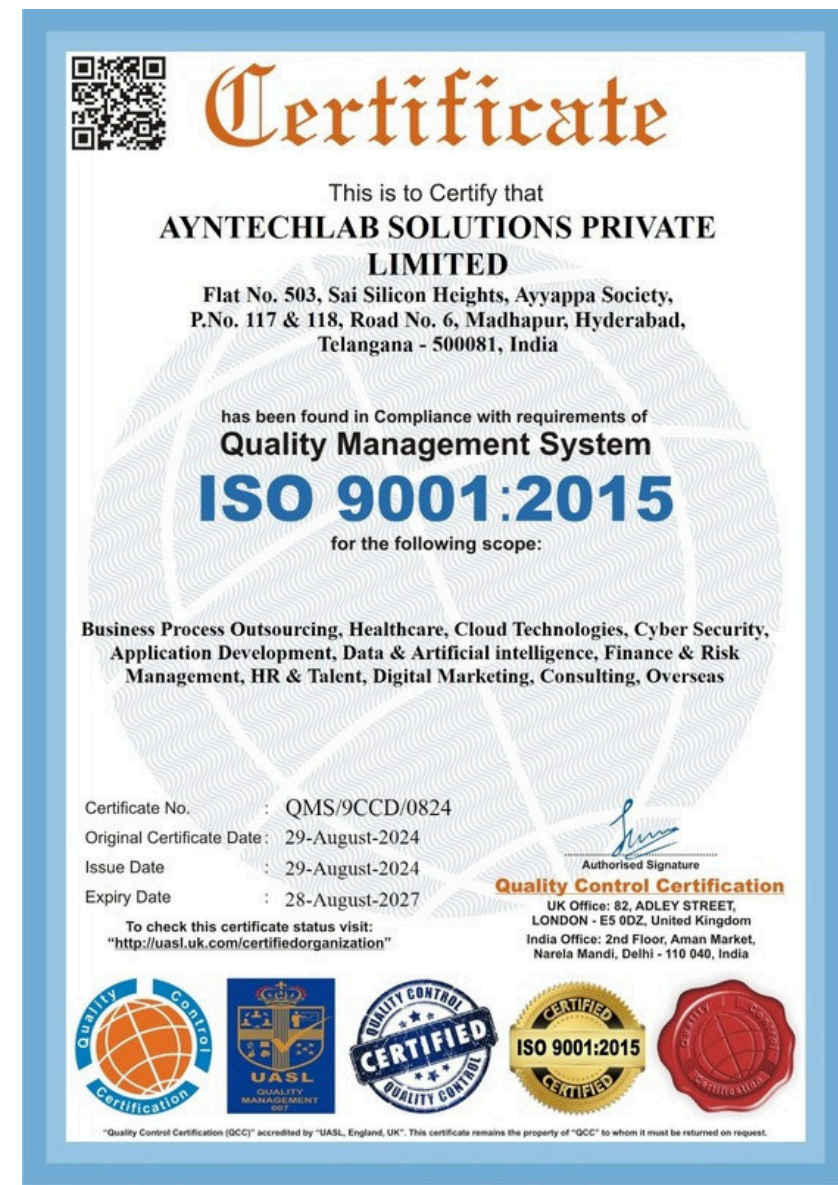 Certificate
This is to Certify that
AYNTECHLAB SOLUTIONS PRIVATE
LIMITED
Flat No. 503, Sai Silicon Heights, Ayyappa Society,
P.No. 117 & 118, Road No. 6, Madhapur, Hyderabad,
Telangana - 500081, India
has been found in Compliance with requirements of
Quality Management System
ISO 9001:2015
for the following scope:
Business Process Outsourcing, Healthcare, Cloud Technologies, Cyber Security,
Application Development, Data & Artificial intelligence, Finance & Risk
Management, HR & Talent, Digital Marketing, Consulting, Overseas
Certificate No. : QMS/9CCD/0824
Original Certificate Date : 29-August-2024
Issue Date : 29-August-2024
Expiry Date : 28-August-2027
To check this certificate status visit:
“http://uasl.uk.com/certifiedorganization”
Authorised Signature
Quality Control Certification
UK Office: 82, ADLEY STREET,
LONDON - E5 0DZ, United Kingdom
India Office: 2nd Floor, Aman Market,
Narela Mandi, Delhi - 110 040, India
Quality Control
Certification
UASL
QUALITY
MANAGEMENT
007
QUALITY CONTROL
CERTIFIED
QUALITY CONTROL
CERTIFIED
ISO 9001:2015
CERTIFIED
Quality Control
Certification
"Quality Control Certification (QCC)" accredited by "UASL, England, UK". This certificate remains the property of "QCC" to whom it must be returned on request.